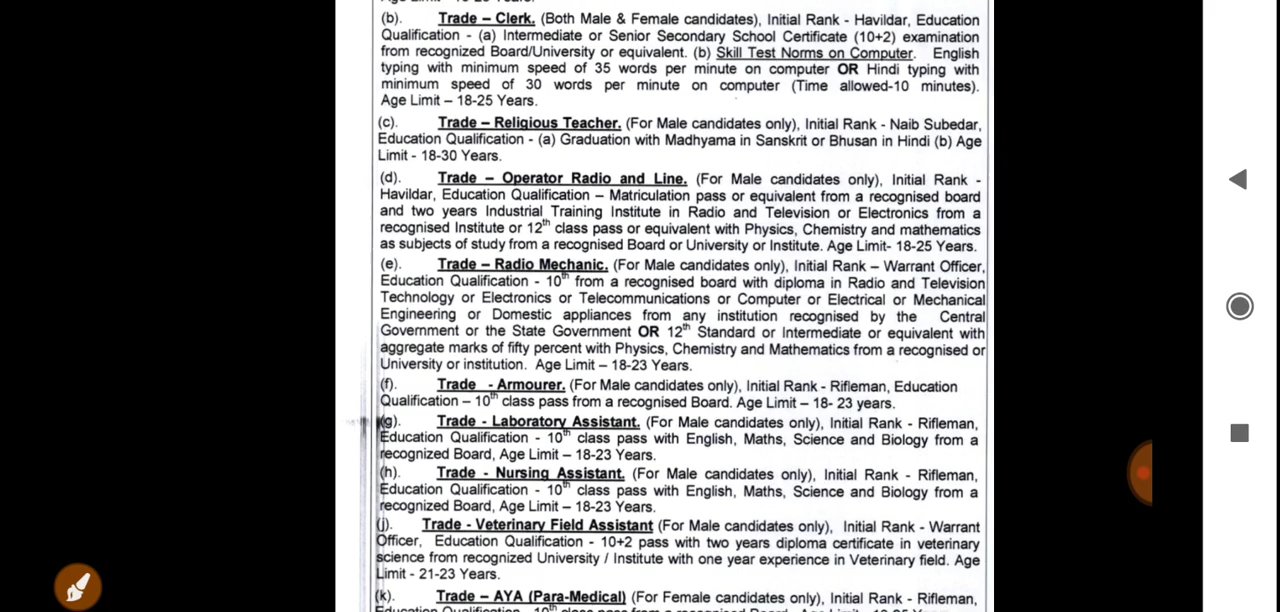 (b). Trade – Clerk. (Both Male & Female candidates), Initial Rank - Havildar, Education
Qualification - (a) Intermediate or Senior Secondary School Certificate (10+2) examination
from recognized Board/University or equivalent. (b) Skill Test Norms on Computer. English
typing with minimum speed of 35 words per minute on computer OR Hindi typing with
minimum speed of 30 words per minute on computer (Time allowed-10 minutes).
Age Limit – 18-25 Years.
(c). Trade – Religious Teacher. (For Male candidates only), Initial Rank - Naib Subedar,
Education Qualification - (a) Graduation with Madhyama in Sanskrit or Bhusan in Hindi (b) Age
Limit - 18-30 Years.
(d). Trade – Operator Radio and Line. (For Male candidates only), Initial Rank -
Havildar, Education Qualification – Matriculation pass or equivalent from a recognised board
and two years Industrial Training Institute in Radio and Television or Electronics from a
recognised Institute or 12th class pass or equivalent with Physics, Chemistry and mathematics
as subjects of study from a recognised Board or University or Institute. Age Limit- 18-25 Years.
(e). Trade – Radio Mechanic. (For Male candidates only), Initial Rank – Warrant Officer,
Education Qualification - 10th from a recognised board with diploma in Radio and Television
Technology or Electronics or Telecommunications or Computer or Electrical or Mechanical
Engineering or Domestic appliances from any institution recognised by the Central
Government or the State Government OR 12th Standard or Intermediate or equivalent with
aggregate marks of fifty percent with Physics, Chemistry and Mathematics from a recognised or
University or institution. Age Limit – 18-23 Years.
(f). Trade - Armourer. (For Male candidates only), Initial Rank - Rifleman, Education
Qualification – 10th class pass from a recognised Board. Age Limit – 18- 23 years.
(g). Trade - Laboratory Assistant. (For Male candidates only), Initial Rank - Rifleman,
Education Qualification - 10th class pass with English, Maths, Science and Biology from a
recognized Board, Age Limit – 18-23 Years.
(h). Trade - Nursing Assistant. (For Male candidates only), Initial Rank - Rifleman,
Education Qualification - 10th class pass with English, Maths, Science and Biology from a
recognized Board, Age Limit – 18-23 Years.
(j). Trade - Veterinary Field Assistant (For Male candidates only), Initial Rank - Warrant
Officer, Education Qualification - 10+2 pass with two years diploma certificate in veterinary
science from recognized University / Institute with one year experience in Veterinary field. Age
Limit - 21-23 Years.
(k). Trade – AYA (Para-Medical) (For Female candidates only), Initial Rank - Rifleman,